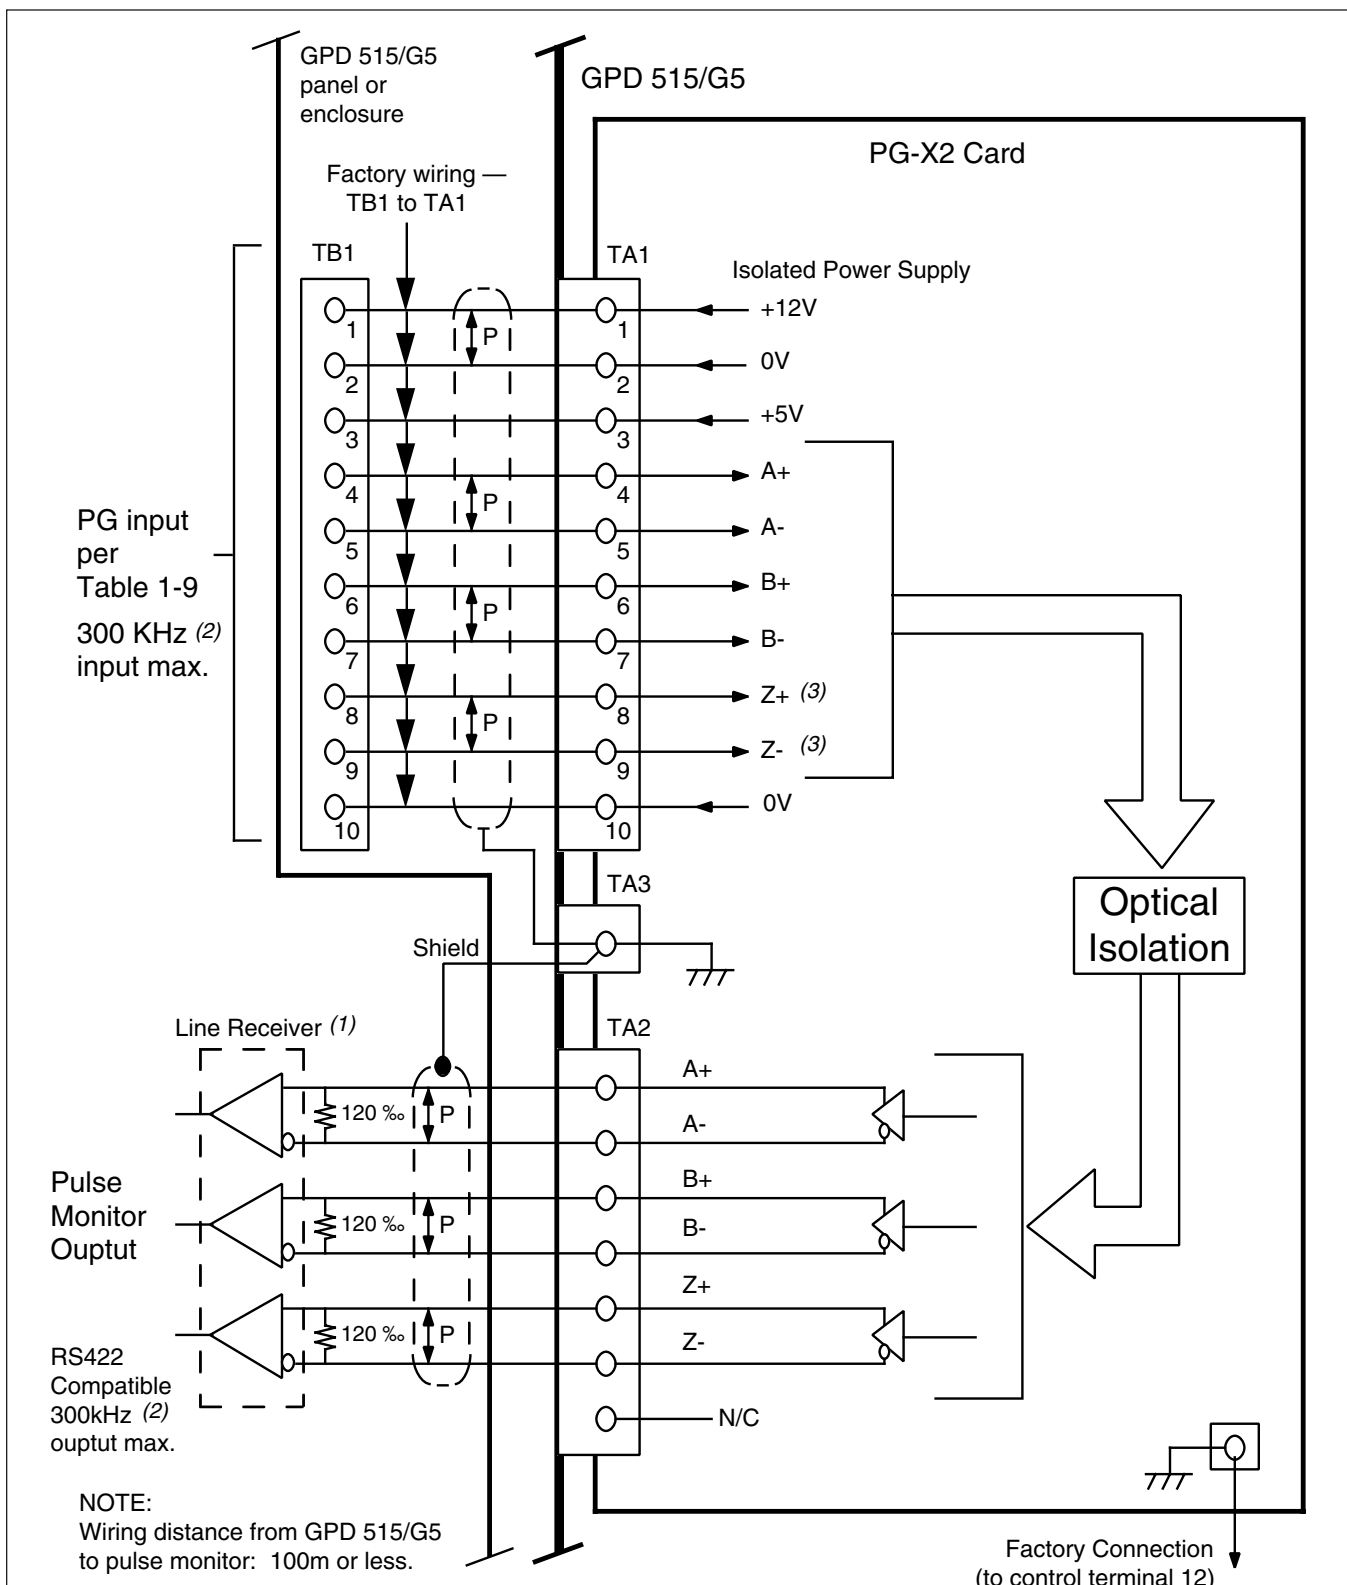 GPD 515/G5
panel or
enclosure
GPD 515/G5
PG-X2 Card
Factory wiring —
TB1 to TA1
TB1
TA1
Isolated Power Supply
1 P 1 +12V
2 2 0V
3 3 +5V
4 P 4 A+
5 5 A-
6 P 6 B+
7 7 B-
8 P 8 Z+ (3)
9 9 Z- (3)
10 10 0V
PG input
per
Table 1-9
300 KHz (2)
input max.
TA3
Shield
Optical
Isolation
Line Receiver (1)
TA2
A+
120 ‰ P
A-
B+
120 ‰ P
B-
Z+
120 ‰ P
Z-
N/C
Pulse
Monitor
Ouptut
RS422
Compatible
300kHz (2)
ouptut max.
NOTE:
Wiring distance from GPD 515/G5
to pulse monitor: 100m or less.
Factory Connection
(to control terminal 12)